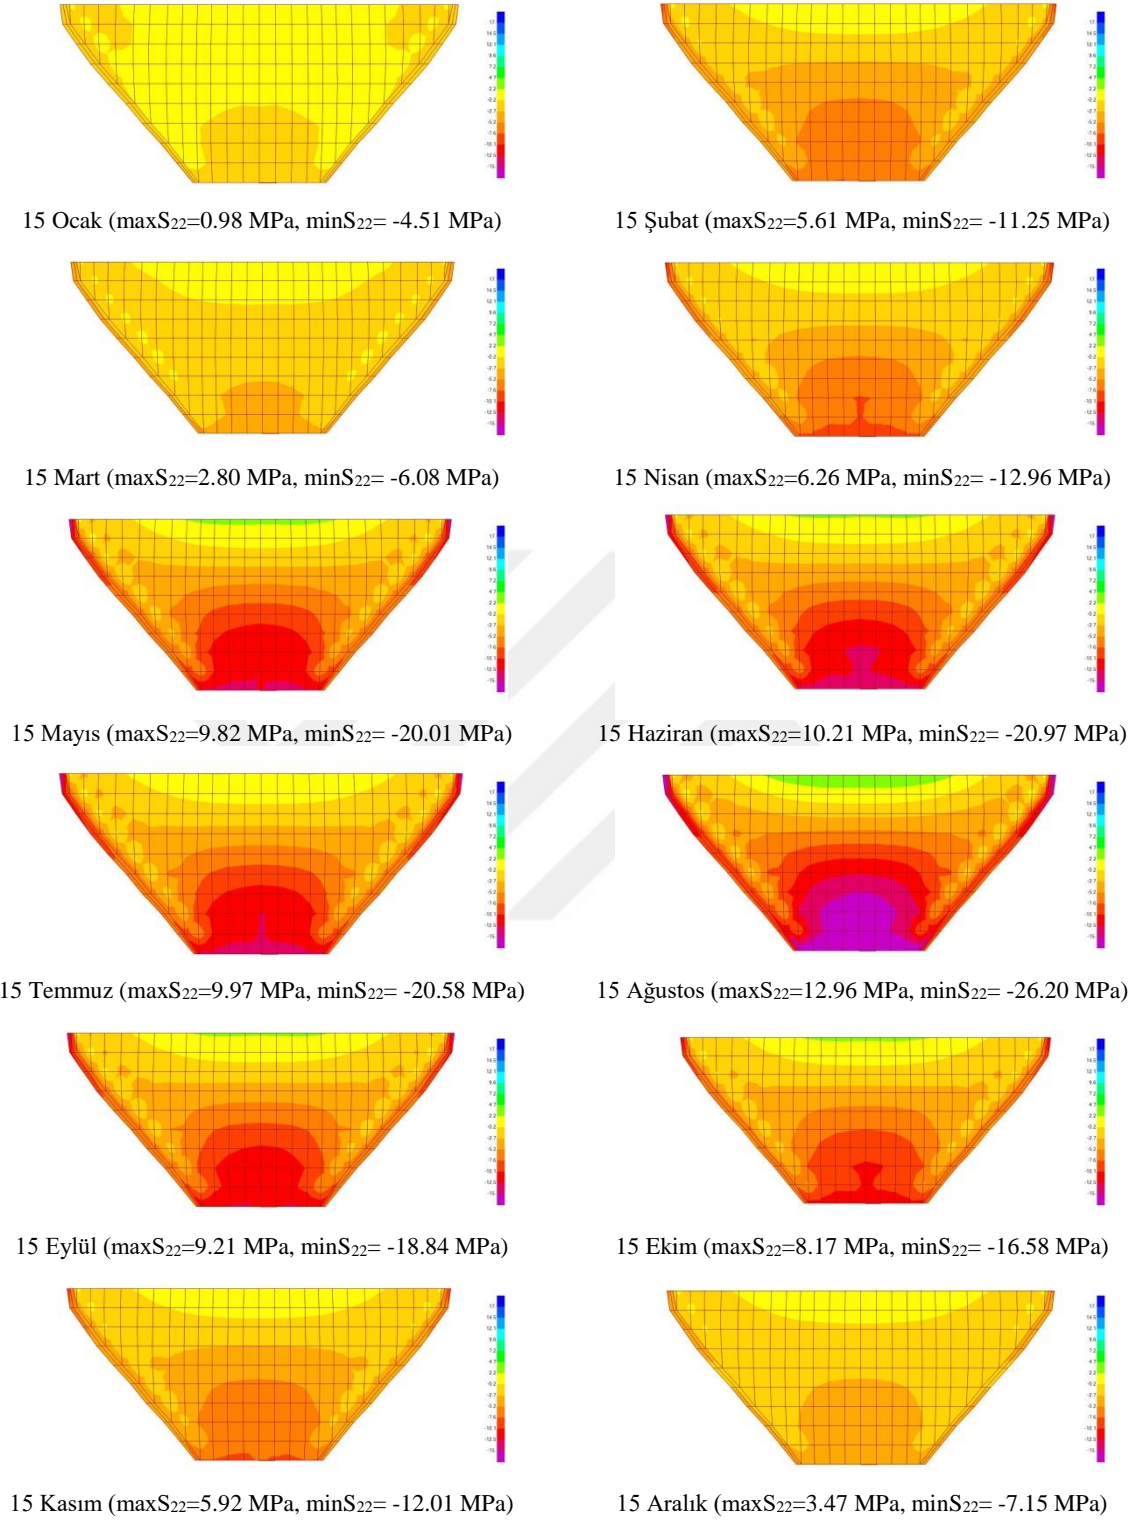 15 Ocak (maxS22=0.98 MPa, minS22= -4.51 MPa)
15 Şubat (maxS22=5.61 MPa, minS22= -11.25 MPa)
15 Mart (maxS22=2.80 MPa, minS22= -6.08 MPa)
15 Nisan (maxS22=6.26 MPa, minS22= -12.96 MPa)
15 Mayıs (maxS22=9.82 MPa, minS22= -20.01 MPa)
15 Haziran (maxS22=10.21 MPa, minS22= -20.97 MPa)
15 Temmuz (maxS22=9.97 MPa, minS22= -20.58 MPa)
15 Ağustos (maxS22=12.96 MPa, minS22= -26.20 MPa)
15 Eylül (maxS22=9.21 MPa, minS22= -18.84 MPa)
15 Ekim (maxS22=8.17 MPa, minS22= -16.58 MPa)
15 Kasım (maxS22=5.92 MPa, minS22= -12.01 MPa)
15 Aralık (maxS22=3.47 MPa, minS22= -7.15 MPa)